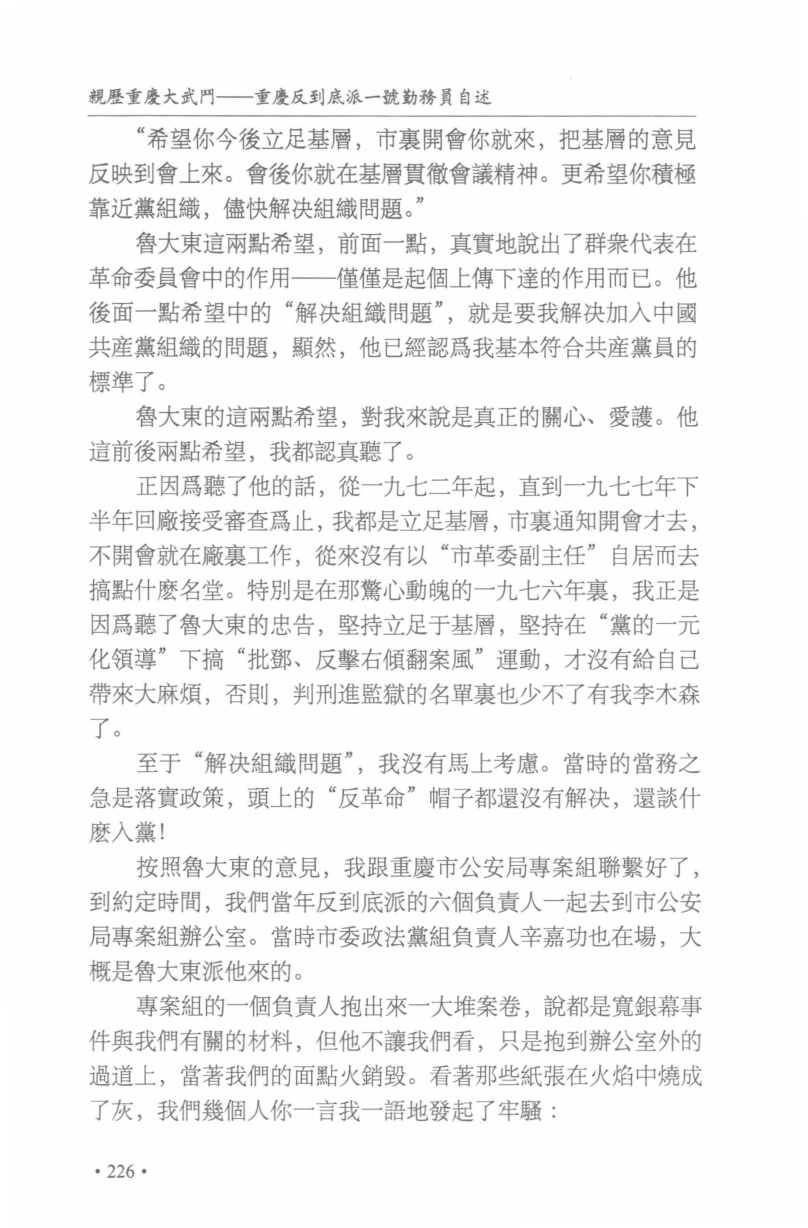 親歷重慶大武鬥——重慶反到底派一號勤務員自述
“希望你今後立足基層，市裏開會你就來，把基層的意見
反映到會上來。會後你就在基層貫徹會議精神。更希望你積極
靠近黨組織，儘快解決組織問題。”
魯大東這兩點希望，前面一點，真實地說出了群衆代表在
革命委員會中的作用——僅僅是起個上傳下達的作用而已。他
後面一點希望中的“解決組織問題”，就是要我解決加入中國
共産黨組織的問題，顯然，他已經認爲我基本符合共産黨員的
標準了。
魯大東的這兩點希望，對我來說是真正的關心、愛護。他
這前後兩點希望，我都認真聽了。
正因爲聽了他的話，從一九七二年起，直到一九七七年下
半年回廠接受審查爲止，我都是立足基層，市裏通知開會才去，
不開會就在廠裏工作，從來沒有以“市革委副主任”自居而去
搞點什麽名堂。特別是在那驚心動魄的一九七六年裏，我正是
因爲聽了魯大東的忠告，堅持立足于基層，堅持在“黨的一元
化領導”下搞“批鄧、反擊右傾翻案風”運動，才沒有給自己
帶來大麻煩，否則，判刑進監獄的名單裏也少不了有我李木森
了。
至于“解決組織問題”，我沒有馬上考慮。當時的當務之
急是落實政策，頭上的“反革命”帽子都還沒有解決，還談什
麽入黨！
按照魯大東的意見，我跟重慶市公安局專案組聯繫好了，
到約定時間，我們當年反到底派的六個負責人一起去到市公安
局專案組辦公室。當時市委政法黨組負責人辛嘉功也在場，大
概是魯大東派他來的。
專案組的一個負責人抱出來一大堆案卷，說都是寬銀幕事
件與我們有關的材料，但他不讓我們看，只是抱到辦公室外的
過道上，當著我們的面點火銷毀。看著那些紙張在火焰中燒成
了灰，我們幾個人你一言我一語地發起了牢騷：
·226·